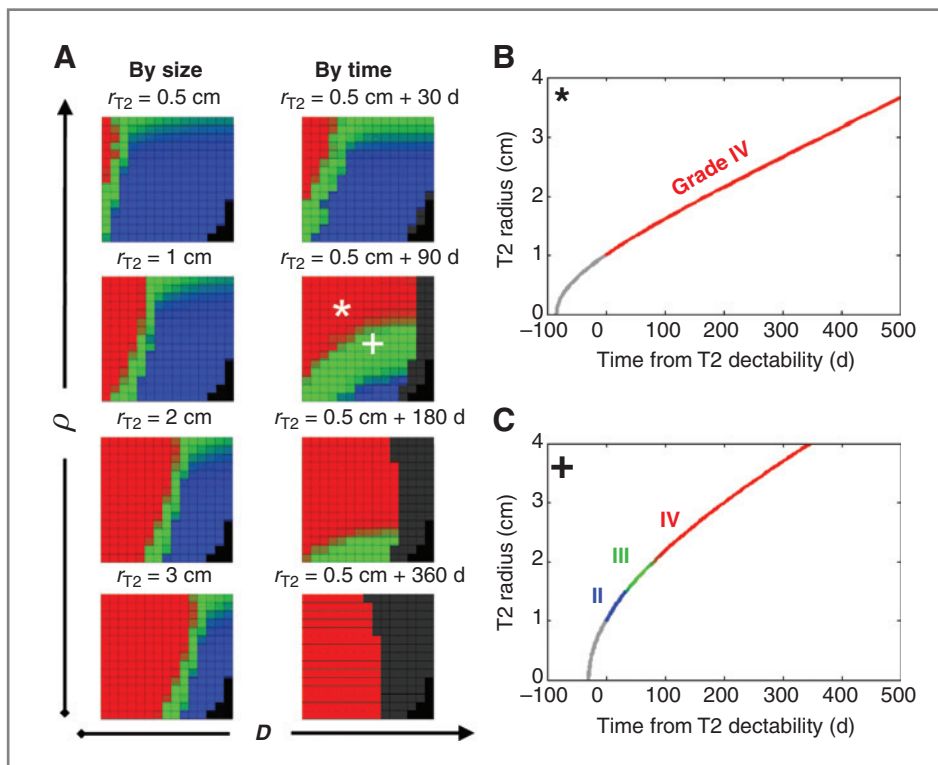 A
By size
By time
r_T2 = 0.5 cm
r_T2 = 0.5 cm + 30 d
r_T2 = 1 cm
r_T2 = 0.5 cm + 90 d
*
+
r_T2 = 2 cm
r_T2 = 0.5 cm + 180 d
r_T2 = 3 cm
r_T2 = 0.5 cm + 360 d
ρ
D
B
*
Grade IV
T2 radius (cm)
4
3
2
1
0
–100 0 100 200 300 400 500
Time from T2 dectability (d)
C
+
II
III
IV
T2 radius (cm)
4
3
2
1
0
–100 0 100 200 300 400 500
Time from T2 dectability (d)